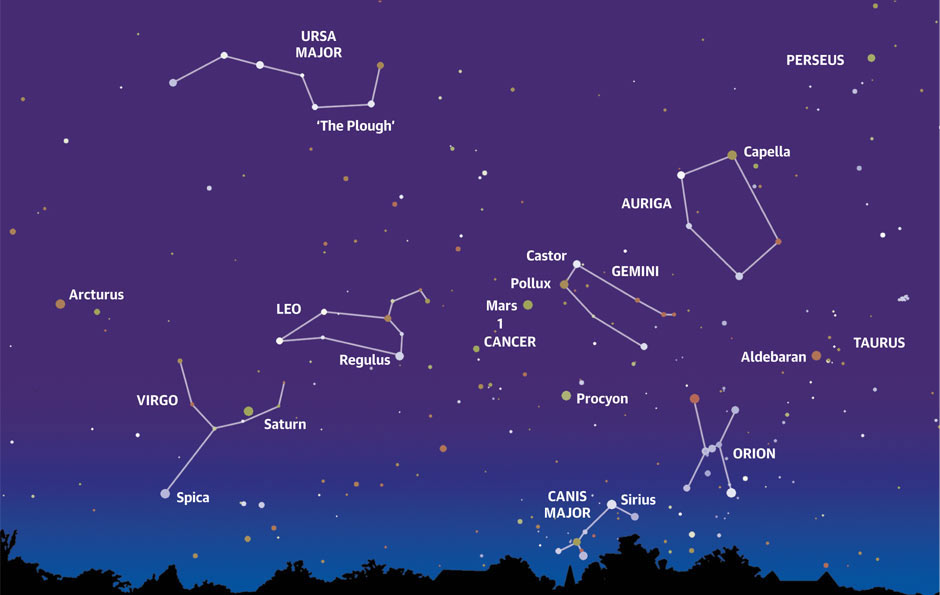 URSA
MAJOR
PERSEUS
'The Plough'
Capella
AURIGA
Castor
GEMINI
Pollux
Arcturus
Mars
1
LEO
CANCER
TAURUS
Regulus
Aldebaran
VIRGO
Procyon
Saturn
ORION
Spica
CANIS
MAJOR
Sirius